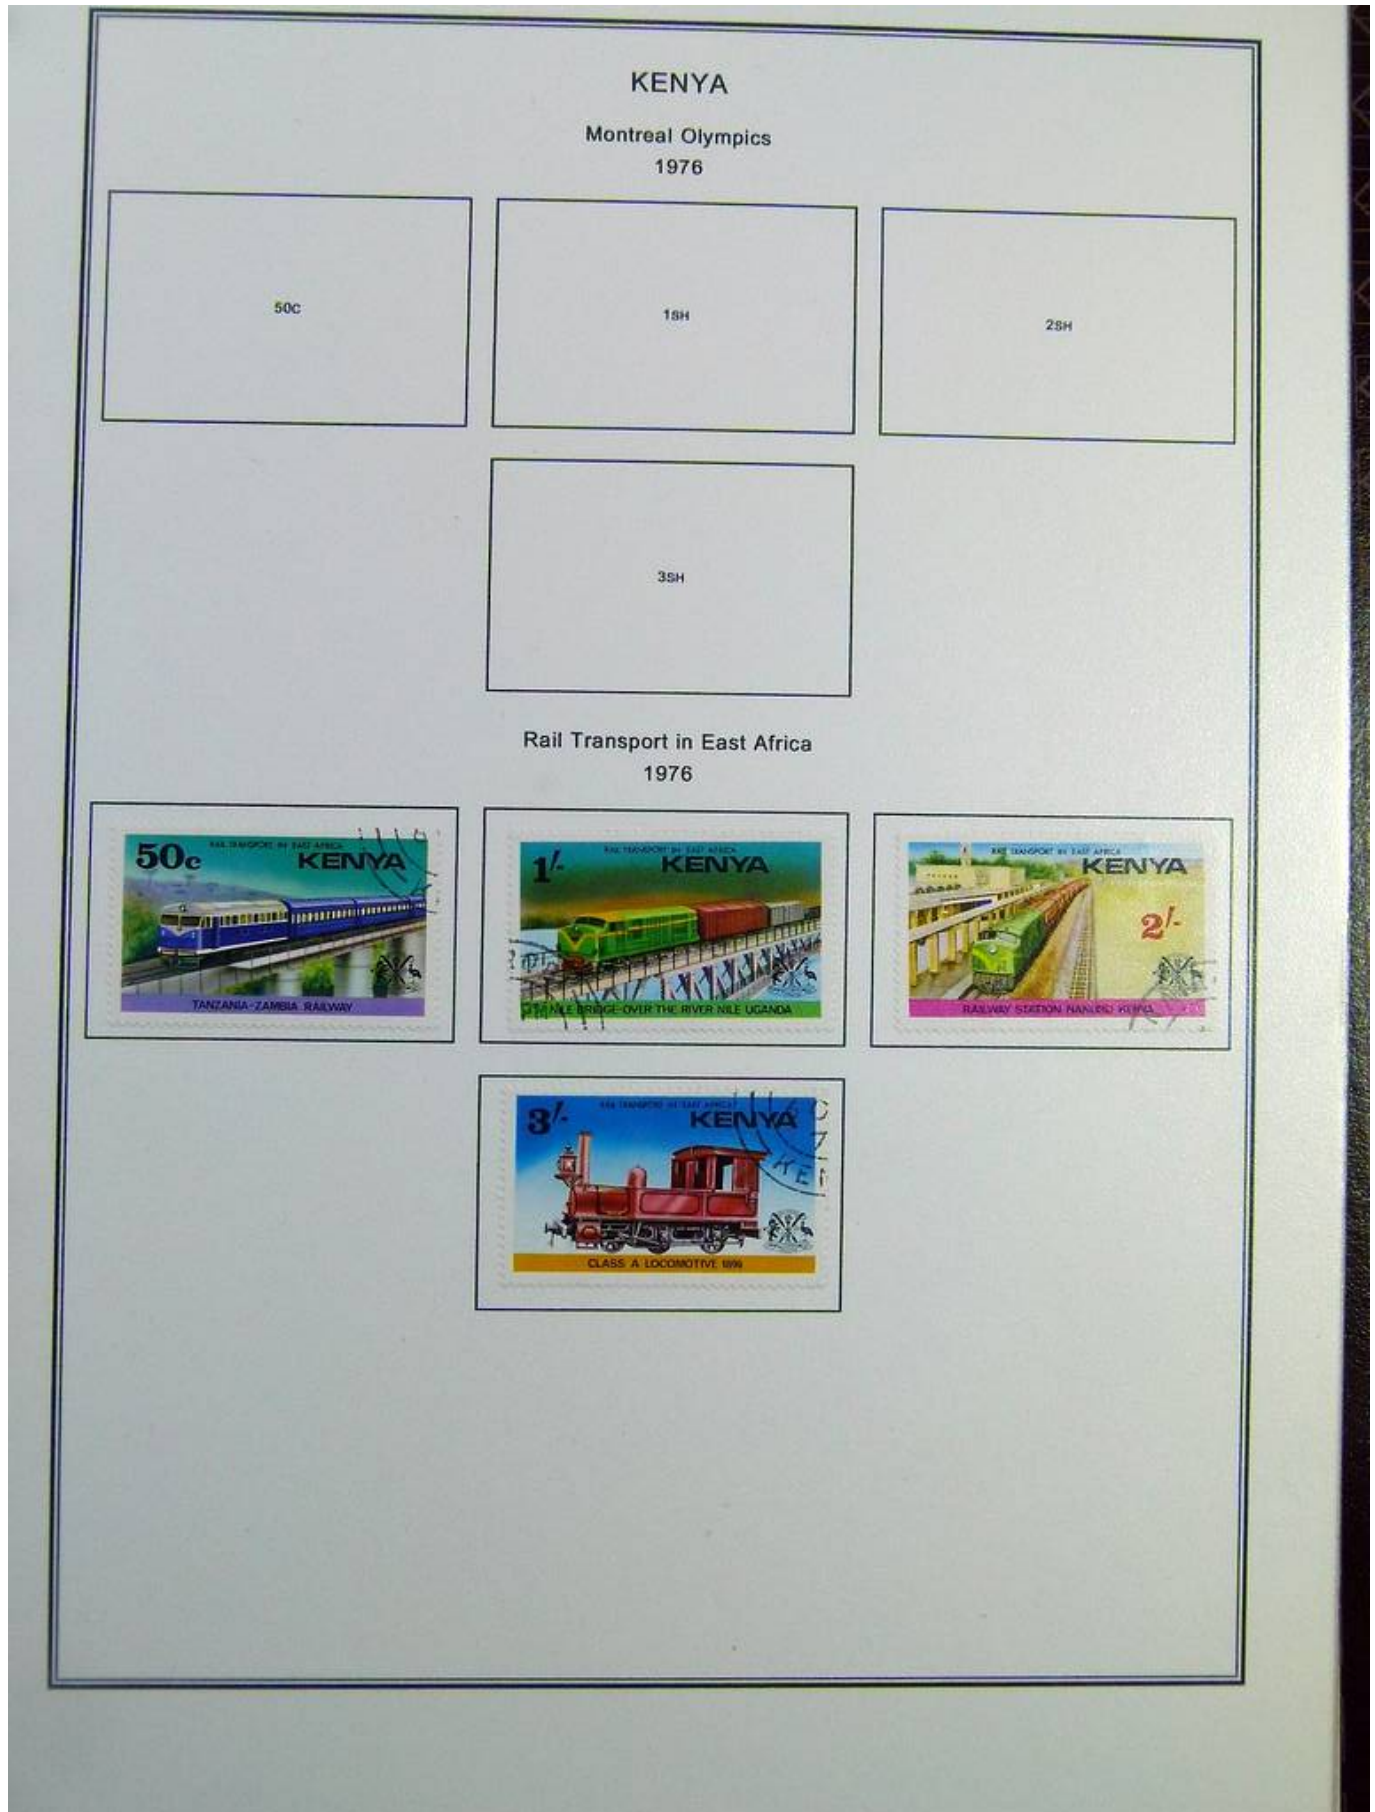 KENYA
Montreal Olympics
1976
50C
1SH
2SH
3SH
Rail Transport in East Africa
1976
50c
RAIL TRANSPORT IN EAST AFRICA
KENYA
TANZANIA-ZAMBIA RAILWAY
1/-
RAIL TRANSPORT IN EAST AFRICA
KENYA
NILE BRIDGE-OVER THE RIVER NILE UGANDA
RAIL TRANSPORT IN EAST AFRICA
KENYA
2/-
RAILWAY STATION KENYA
3/-
RAIL TRANSPORT IN EAST AFRICA
KENYA
KE
CLASS A LOCOMOTIVE